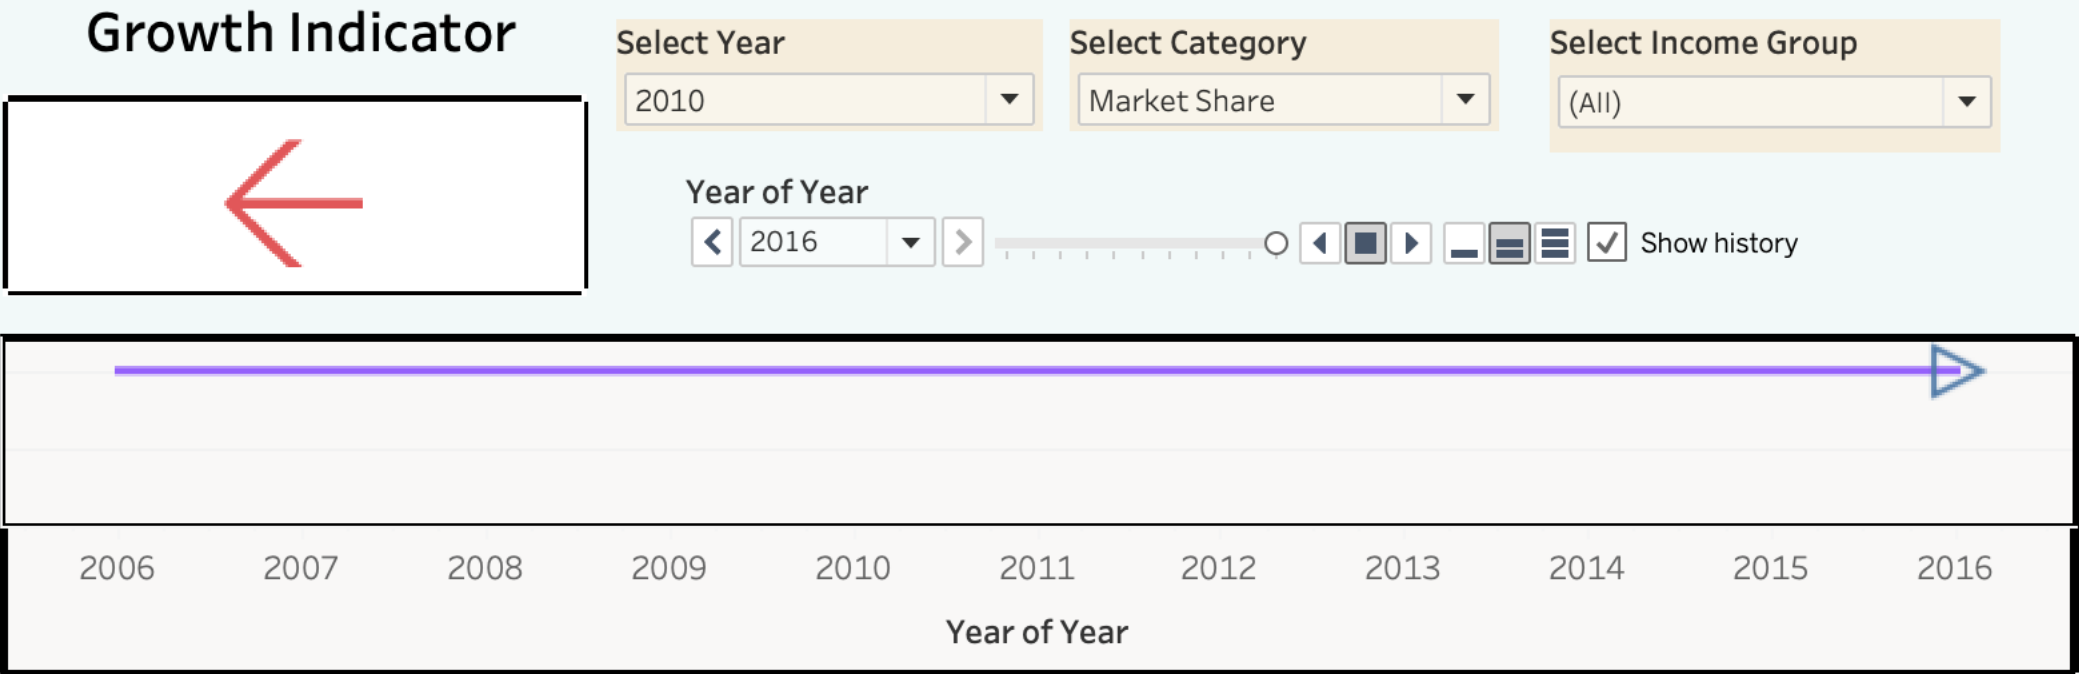 Growth Indicator
Select Year
2010
Select Category
Market Share
Select Income Group
(All)
Year of Year
2016
Show history
2006 2007 2008 2009 2010 2011 2012 2013 2014 2015 2016
Year of Year